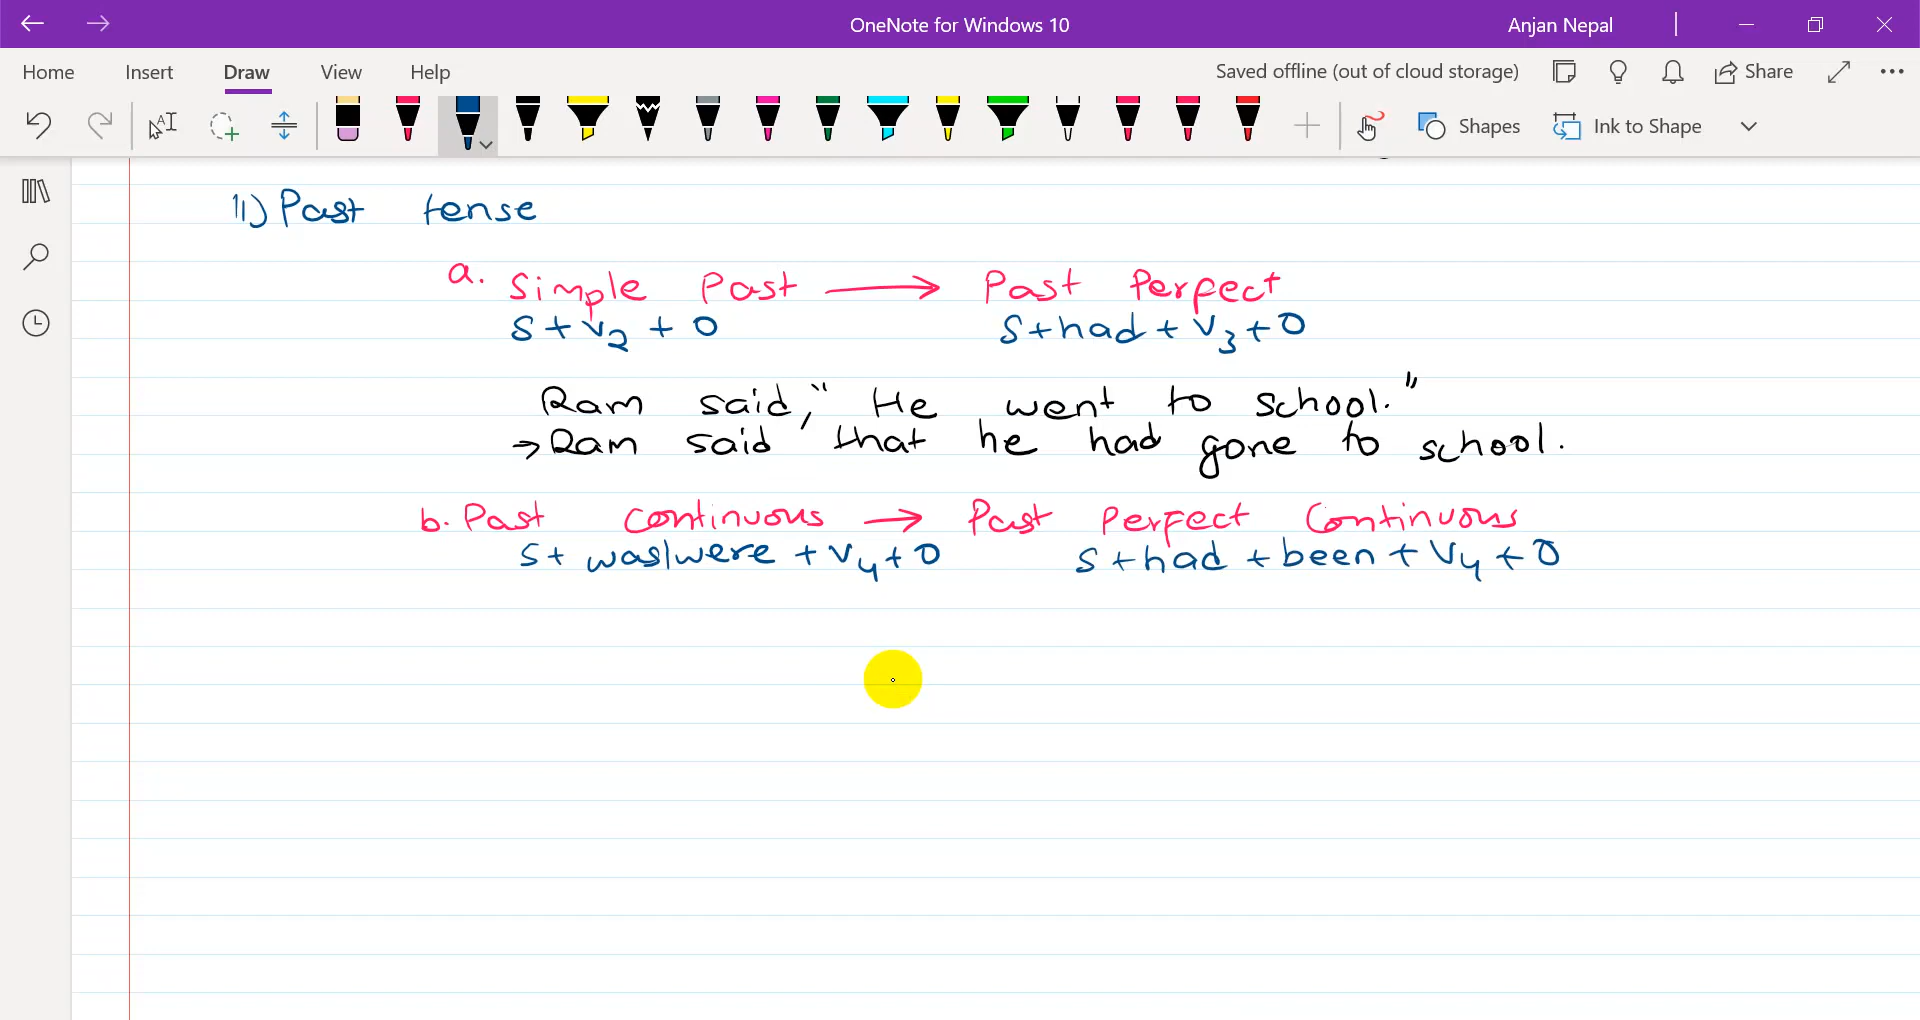 OneNote for Windows 10
Anjan Nepal
Home Insert Draw View Help
Saved offline (out of cloud storage)
Share
Shapes
Ink to Shape
11) Past tense
a. Simple Past → Past Perfect
S + V2 + O S + had + V3 + O
Ram said, " He went to school."
→ Ram said that he had gone to school.
b. Past Continuous → Past Perfect Continuous
S + was/were + V4 + O S + had + been + V4 + O